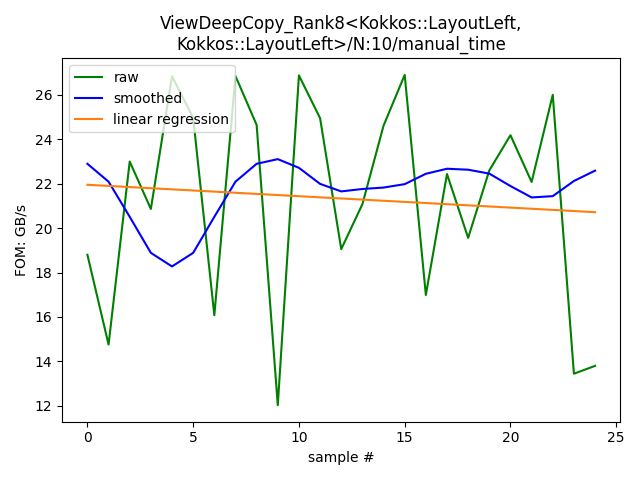 ViewDeepCopy_Rank8<Kokkos::LayoutLeft,
Kokkos::LayoutLeft>/N:10/manual_time
raw
smoothed
linear regression
FOM: GB/s
26
24
22
20
18
16
14
12
0
5
10
15
20
25
sample #